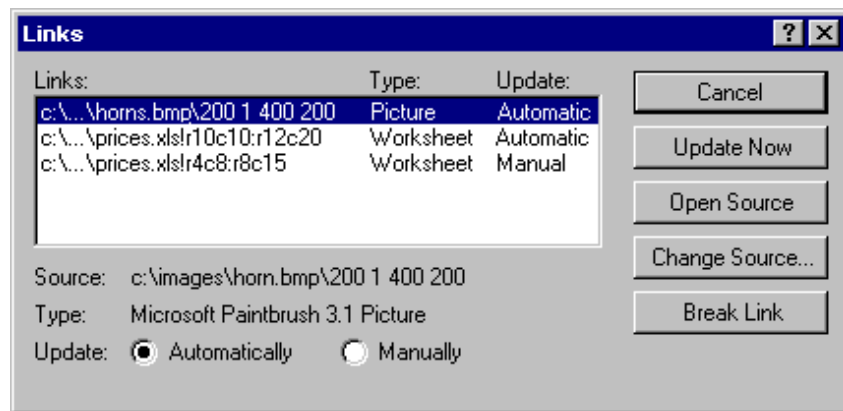 Links
Links: Type: Update:
c:\...\horns.bmp\200 1 400 200 Picture Automatic
c:\...\prices.xls!r10c10:r12c20 Worksheet Automatic
c:\...\prices.xls!r4c8:r8c15 Worksheet Manual
Source: c:\images\horn.bmp\200 1 400 200
Type: Microsoft Paintbrush 3.1 Picture
Update: Automatically Manually
Cancel
Update Now
Open Source
Change Source...
Break Link